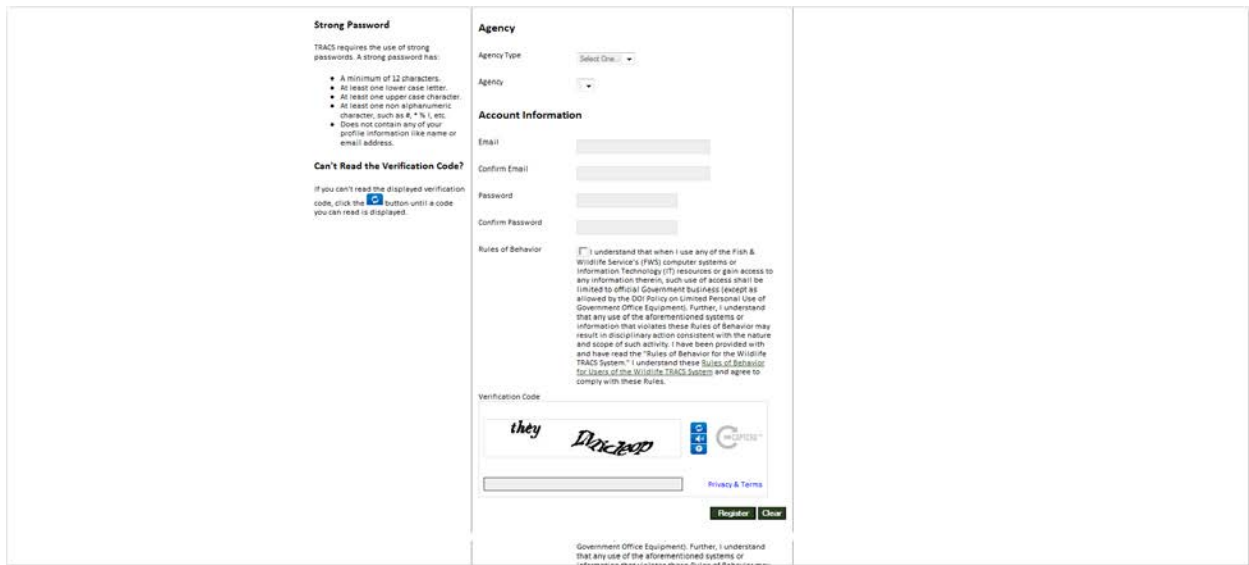 Strong Password
TRACS requires the use of strong
passwords. A strong password has:
A minimum of 12 characters.
At least one lower case letter.
At least one upper case character.
At least one non alphanumeric
character, such as #, * % !, etc.
Does not contain any of your
profile information like name or
email address.
Can't Read the Verification Code?
If you can't read the displayed verification
code, click the button until a code
you can read is displayed.
Agency
Agency Type
Select One...
Agency
Account Information
Email
Confirm Email
Password
Confirm Password
Rules of Behavior
I understand that when I use any of the Fish &
Wildlife Service's (FWS) computer systems or
Information Technology (IT) resources or gain access to
any information therein, such use of access shall be
limited to official Government business (except as
allowed by the DOI Policy on Limited Personal Use of
Government Office Equipment). Further, I understand
that any use of the aforementioned systems or
information that violates these Rules of Behavior may
result in disciplinary action consistent with the nature
and scope of such activity. I have been provided with
and have read the "Rules of Behavior for the Wildlife
TRACS System." I understand these Rules of Behavior
for Users of the Wildlife TRACS System and agree to
comply with these Rules.
Verification Code
they
Privacy & Terms
Register Clear
Government Office Equipment). Further, I understand
that any use of the aforementioned systems or
information that violates these Rules of Behavior may